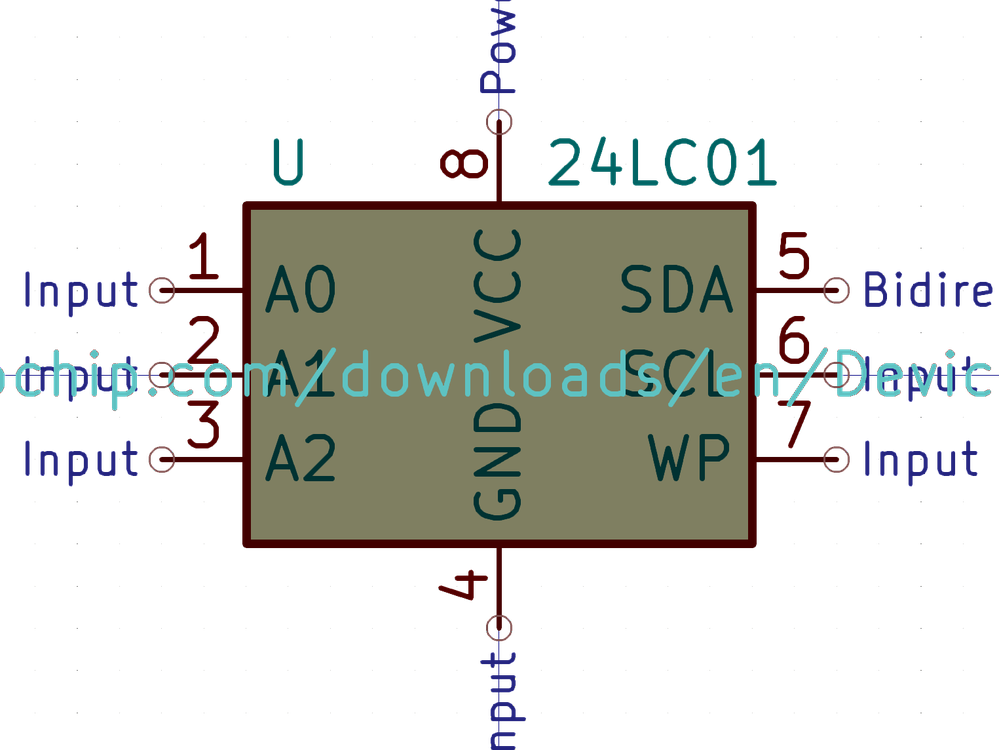 Pow
U 8 24LC01
1 VCC 5
Input A0 SDA Bidire
2 6
Input A1 SCL Input
ochip.com/downloads/en/Devic
3 GND 7
Input A2 WP Input
4
nput